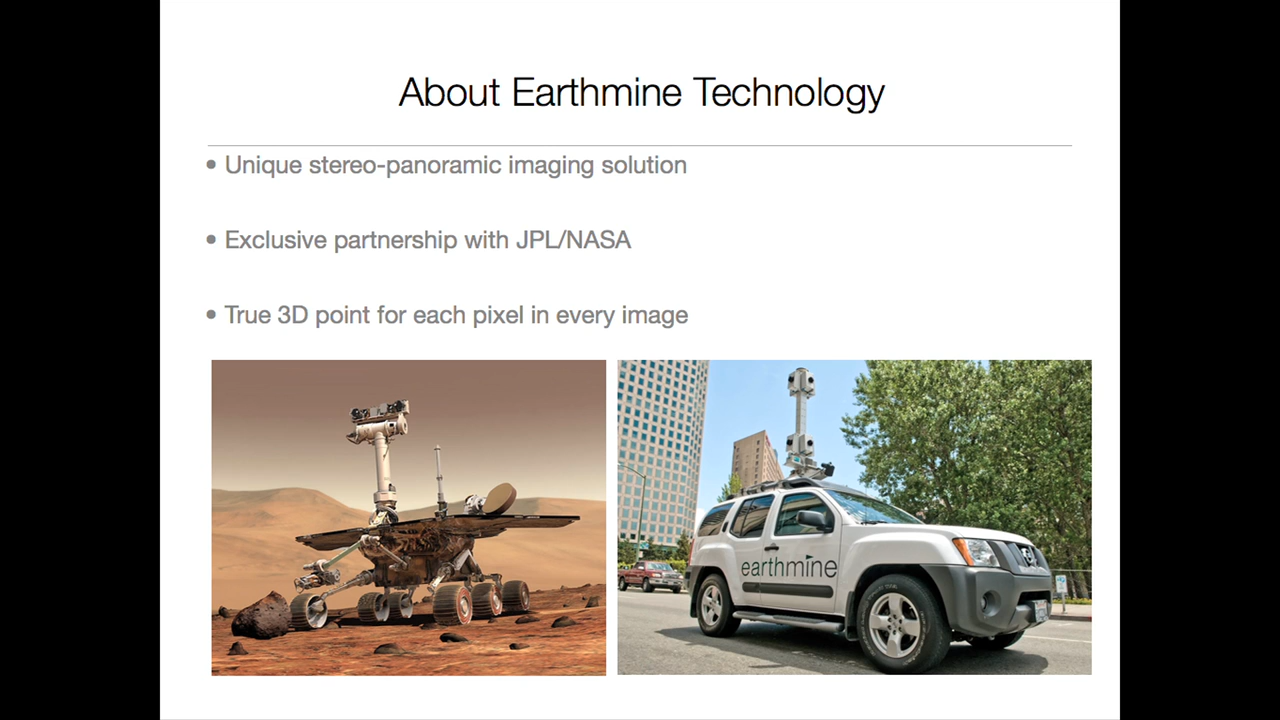 About Earthmine Technology
• Unique stereo-panoramic imaging solution
• Exclusive partnership with JPL/NASA
• True 3D point for each pixel in every image
earthmine